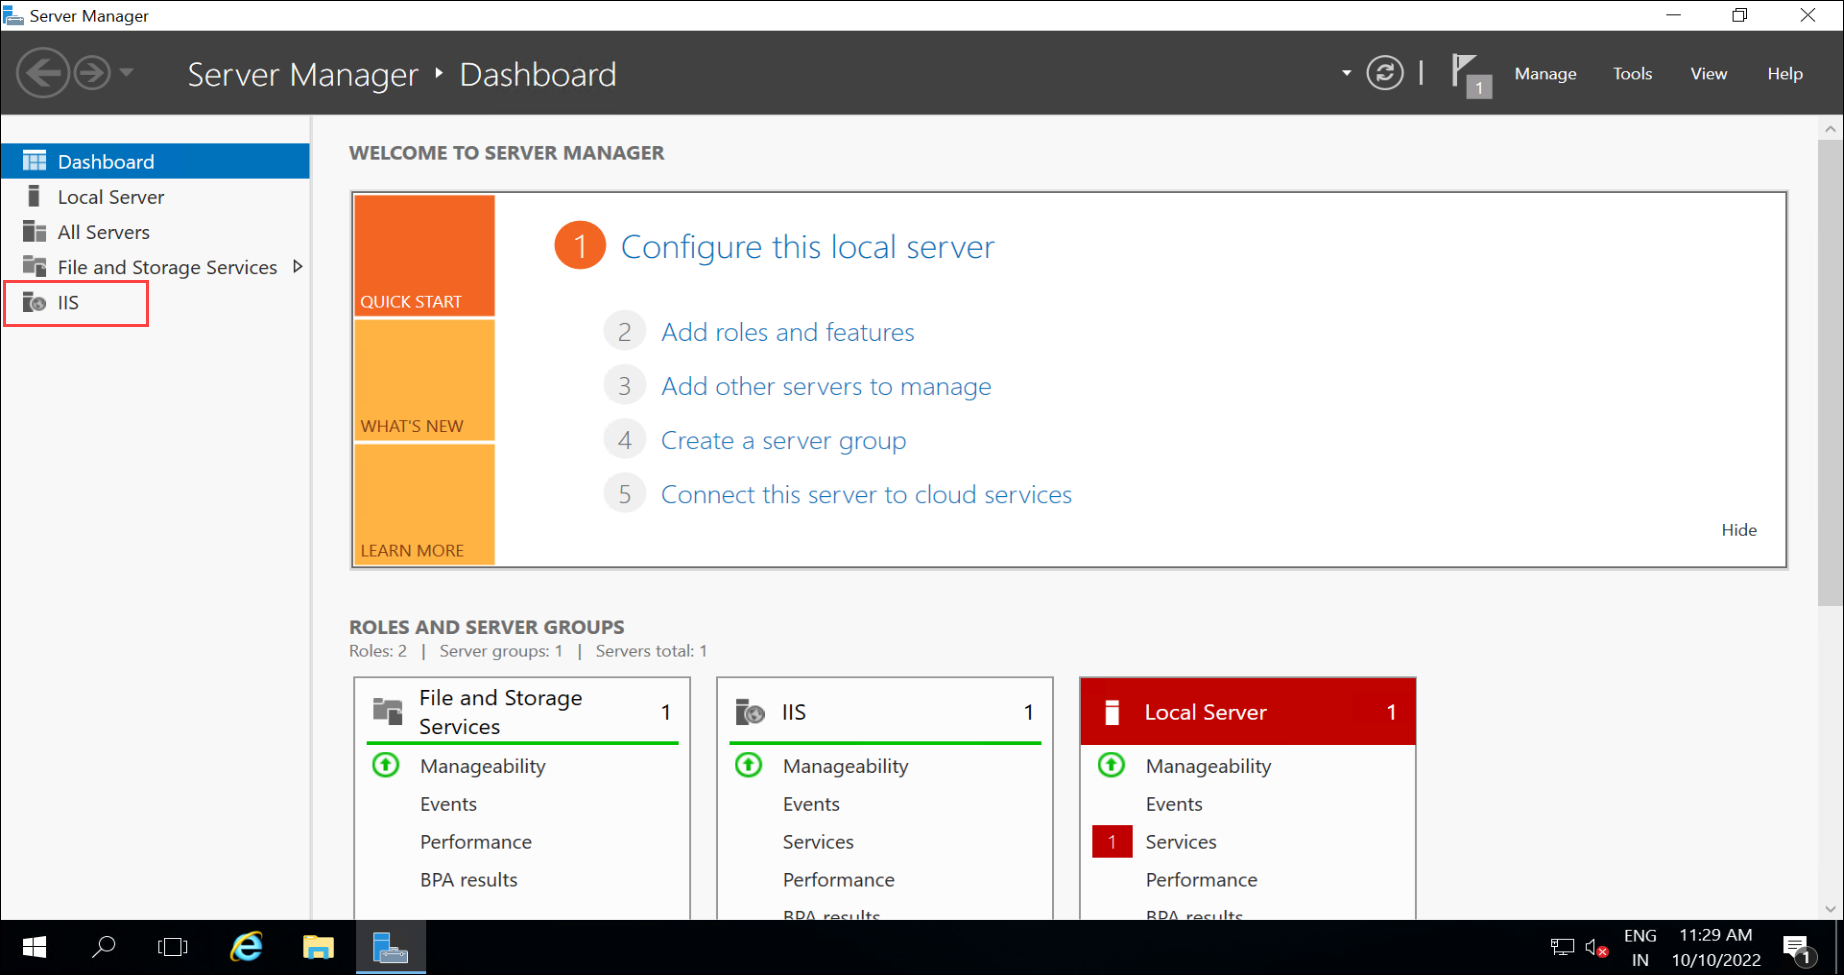 Server Manager
Server Manager ‣ Dashboard
1
Manage
Tools
View
Help
Dashboard
Local Server
All Servers
File and Storage Services
IIS
WELCOME TO SERVER MANAGER
QUICK START
WHAT'S NEW
LEARN MORE
1 Configure this local server
2 Add roles and features
3 Add other servers to manage
4 Create a server group
5 Connect this server to cloud services
Hide
ROLES AND SERVER GROUPS
Roles: 2 | Server groups: 1 | Servers total: 1
File and Storage
Services
1
Manageability
Events
Performance
BPA results
IIS 1
Manageability
Events
Services
Performance
BPA results
Local Server 1
Manageability
Events
1 Services
Performance
BPA results
ENG
IN
11:29 AM
10/10/2022
1